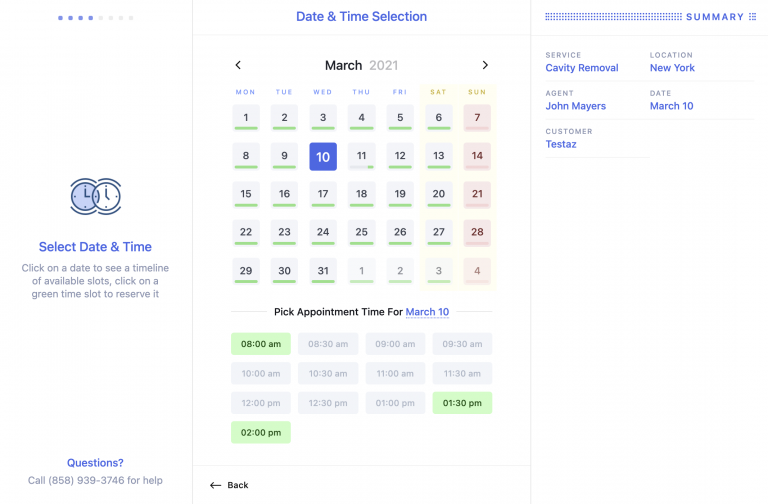 Select Date & Time
Click on a date to see a timeline
of available slots, click on a
green time slot to reserve it
Questions?
Call (858) 939-3746 for help
Date & Time Selection
March 2021
MON TUE WED THU FRI SAT SUN
1 2 3 4 5 6 7
8 9 10 11 12 13 14
15 16 17 18 19 20 21
22 23 24 25 26 27 28
29 30 31 1 2 3 4
Pick Appointment Time For March 10
08:00 am 08:30 am 09:00 am 09:30 am
10:00 am 10:30 am 11:00 am 11:30 am
12:00 pm 12:30 pm 01:00 pm 01:30 pm
02:00 pm
Back
SUMMARY
SERVICE LOCATION
Cavity Removal New York
AGENT DATE
John Mayers March 10
CUSTOMER
Testaz